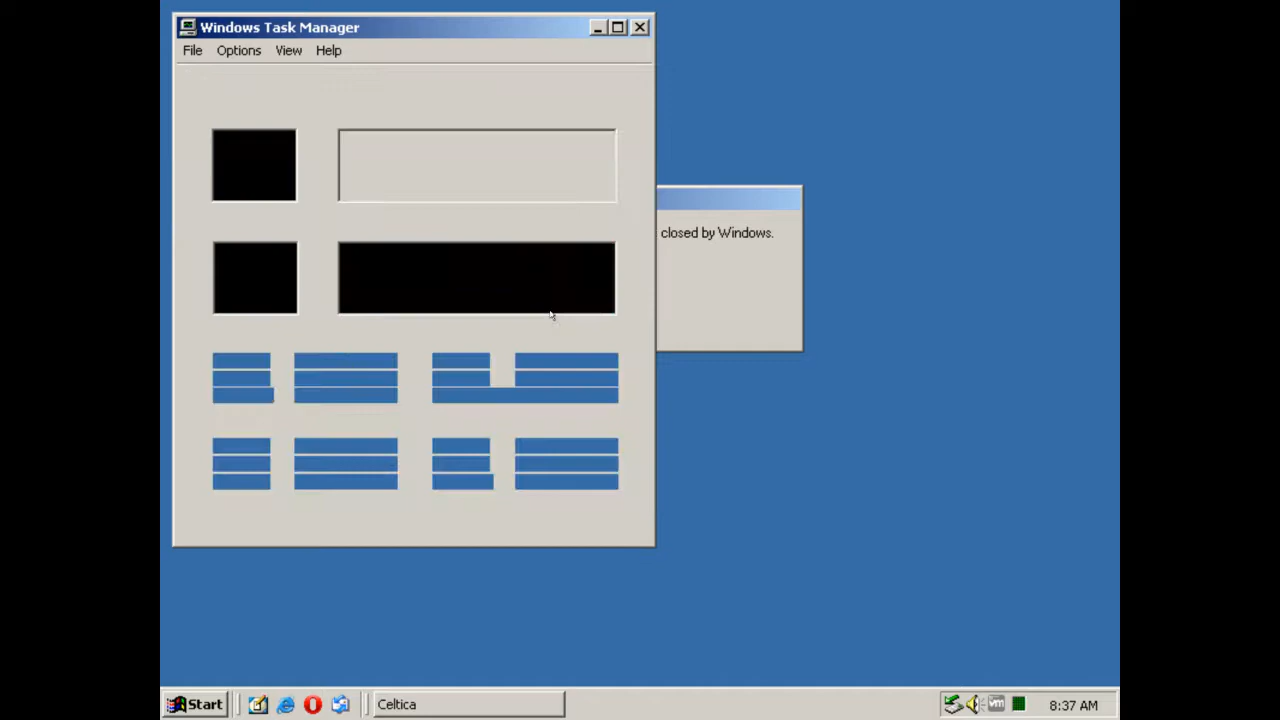 Windows Task Manager
File Options View Help
closed by Windows.
Start
Celtica
8:37 AM